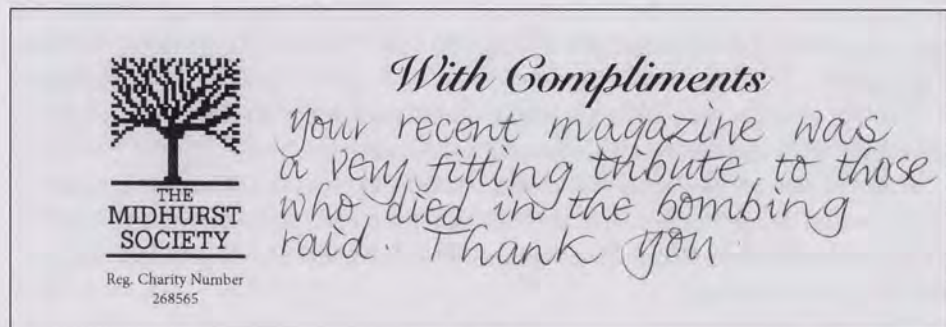 With Compliments
Your recent magazine was
a very fitting tribute to those
who died in the bombing
raid. Thank you.
THE
MIDHURST
SOCIETY
Reg. Charity Number
268565